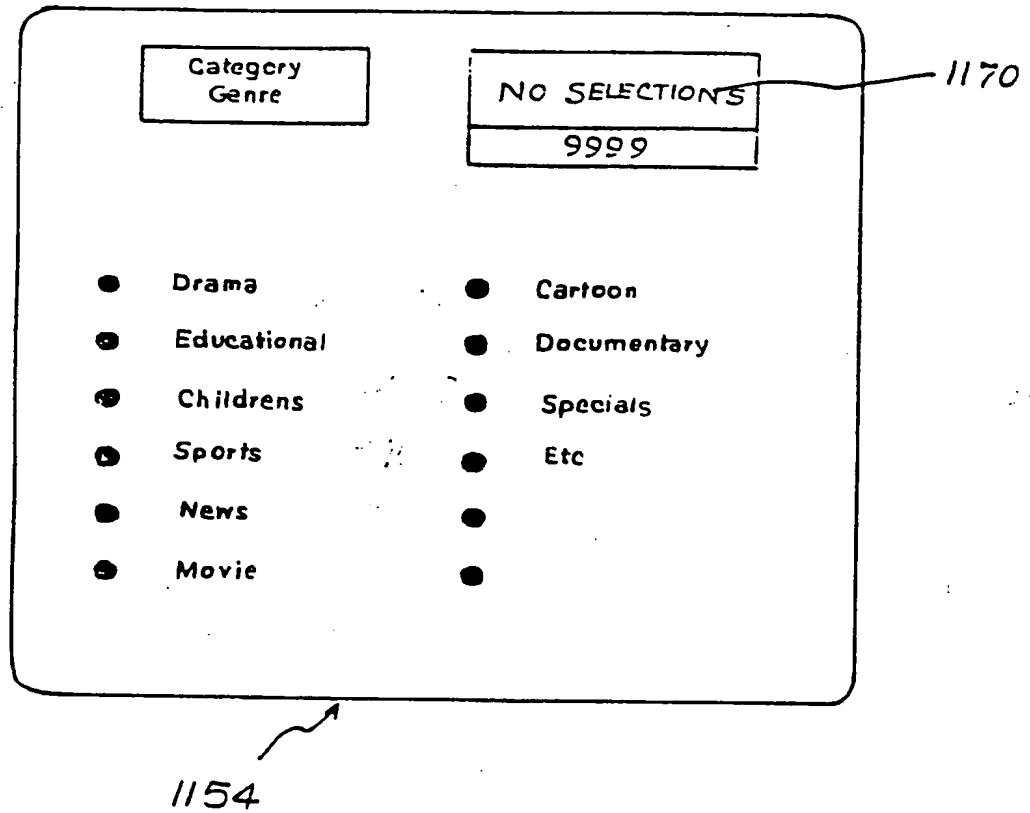 Category
Genre
NO SELECTIONS
1170
9999
Drama
Educational
Childrens
Sports
News
Movie
Cartoon
Documentary
Specials
Etc
1154